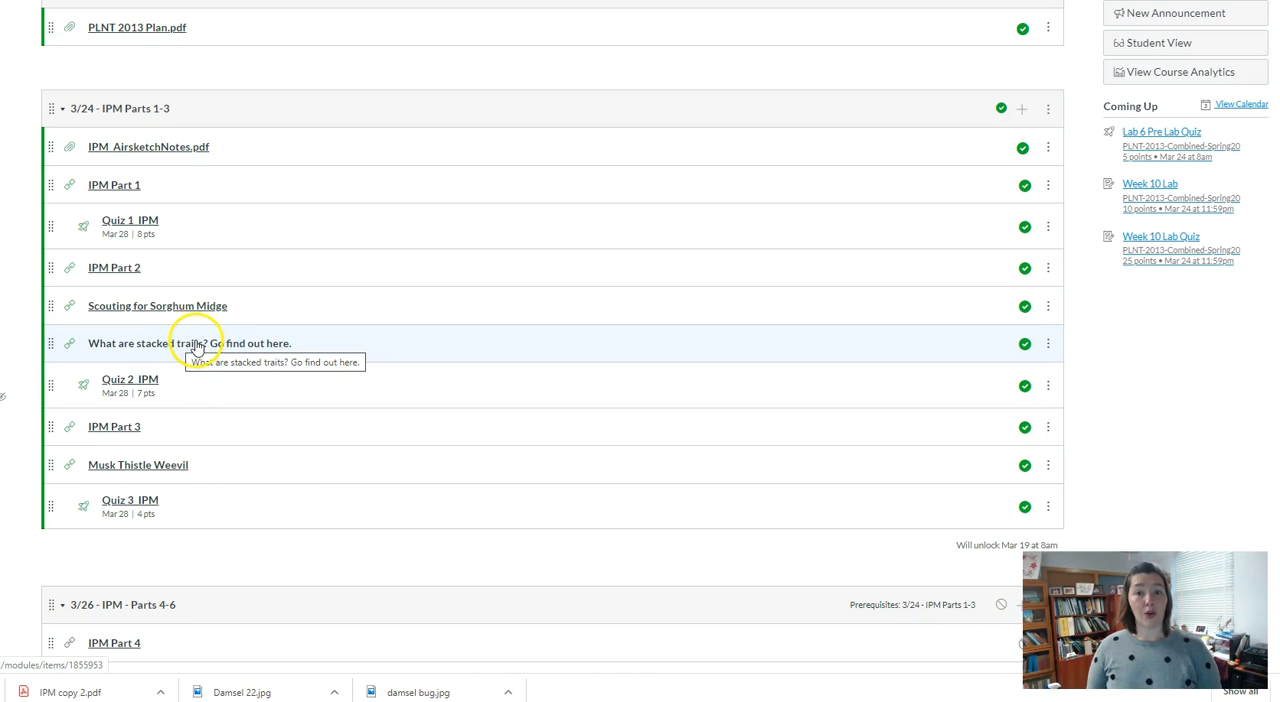 PLNT 2013 Plan.pdf
New Announcement
Student View
View Course Analytics
3/24 - IPM Parts 1-3
Coming Up
View Calendar
Lab 6 Pre Lab Quiz
PLNT-2013-Combined-Spring20
5 points • Mar 24 at 8am
Week 10 Lab
PLNT-2013-Combined-Spring20
10 points • Mar 24 at 11:59pm
Week 10 Lab Quiz
PLNT-2013-Combined-Spring20
25 points • Mar 24 at 11:59pm
IPM_AirsketchNotes.pdf
IPM Part 1
Quiz 1_IPM
Mar 28 | 8 pts
IPM Part 2
Scouting for Sorghum Midge
What are stacked traits? Go find out here.
What are stacked traits? Go find out here.
Quiz 2_IPM
Mar 28 | 7 pts
IPM Part 3
Musk Thistle Weevil
Quiz 3_IPM
Mar 28 | 4 pts
Will unlock Mar 19 at 8am
3/26 - IPM - Parts 4-6
Prerequisites: 3/24 - IPM Parts 1-3
IPM Part 4
/modules/items/1855953
IPM copy 2.pdf
Damsel 22.jpg
damsel bug.jpg
Show all